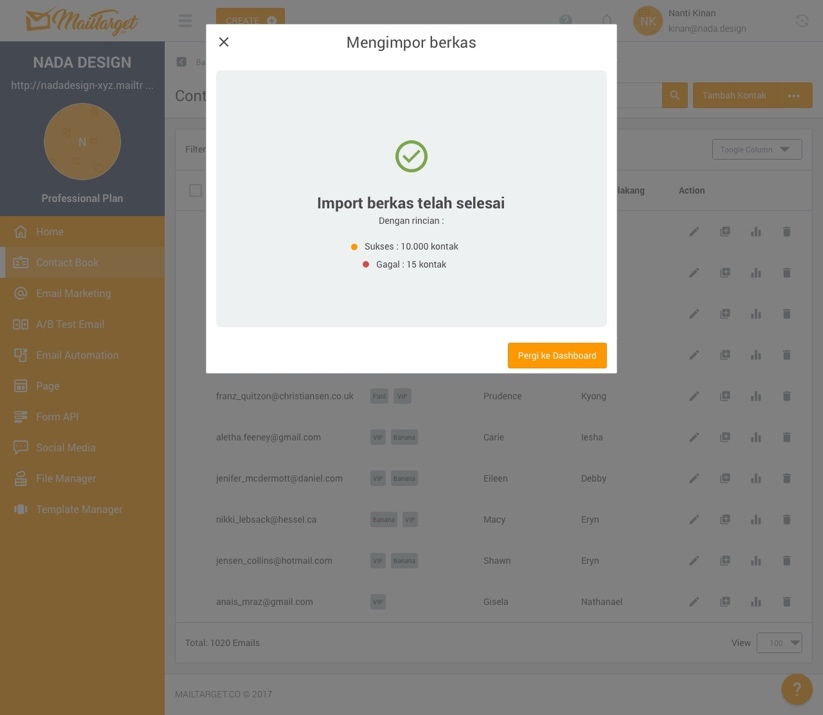 MailTarget
CREATE
NK
Nanti Kinan
kinan@nada.design
NADA DESIGN
http://nadadesign-xyz.mailtr ...
N
Professional Plan
Home
Contact Book
Email Marketing
A/B Test Email
Email Automation
Page
Form API
Social Media
File Manager
Template Manager
Mengimpor berkas
Import berkas telah selesai
Dengan rincian :
Sukses : 10.000 kontak
Gagal : 15 kontak
Pergi ke Dashboard
Ba
Cont
Tambah Kontak
Filter
Toogle Column
lakang
Action
franz_quitzon@christiansen.co.uk Paid VIP Prudence Kyong
aletha.feeney@gmail.com VIP banana Carie Iesha
jenifer_mcdermott@daniel.com VIP banana Eileen Debby
nikki_lebsack@hessel.ca banana VIP Macy Eryn
jensen_collins@hotmail.com VIP banana Shawn Eryn
anais_mraz@gmail.com VIP Gisela Nathanael
Total: 1020 Emails
View 100
MAILTARGET.CO © 2017
?